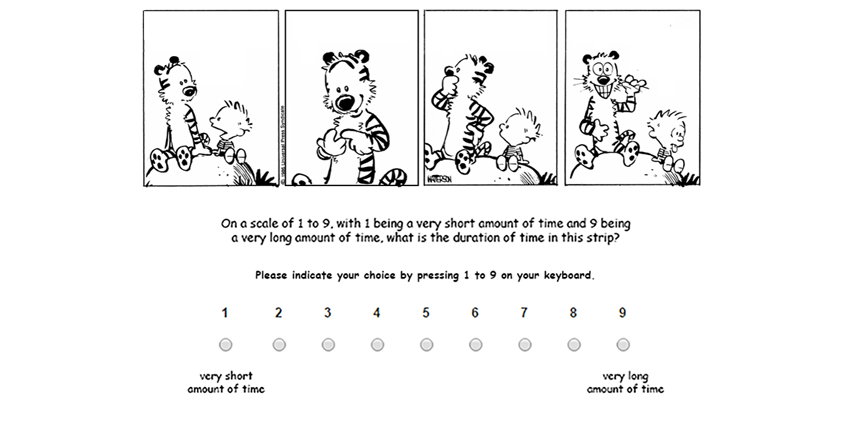 © 1986 Universal Press Syndicate
WATTERSON
On a scale of 1 to 9, with 1 being a very short amount of time and 9 being
a very long amount of time, what is the duration of time in this strip?
Please indicate your choice by pressing 1 to 9 on your keyboard.
1 2 3 4 5 6 7 8 9
very short
amount of time
very long
amount of time